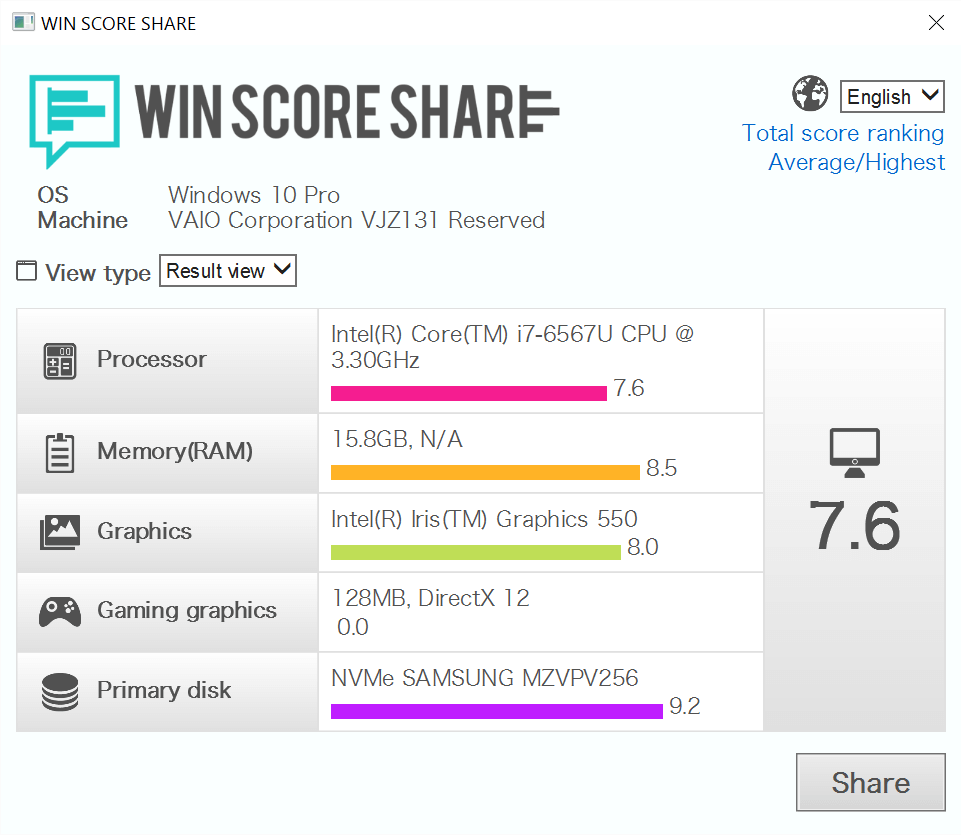 WIN SCORE SHARE
WIN SCORE SHARE
English
Total score ranking
Average/Highest
OS Windows 10 Pro
Machine VAIO Corporation VJZ131 Reserved
View type Result view
Processor
Intel(R) Core(TM) i7-6567U CPU @
3.30GHz
7.6
Memory(RAM)
15.8GB, N/A
8.5
Graphics
Intel(R) Iris(TM) Graphics 550
8.0
Gaming graphics
128MB, DirectX 12
0.0
Primary disk
NVMe SAMSUNG MZVPV256
9.2
7.6
Share